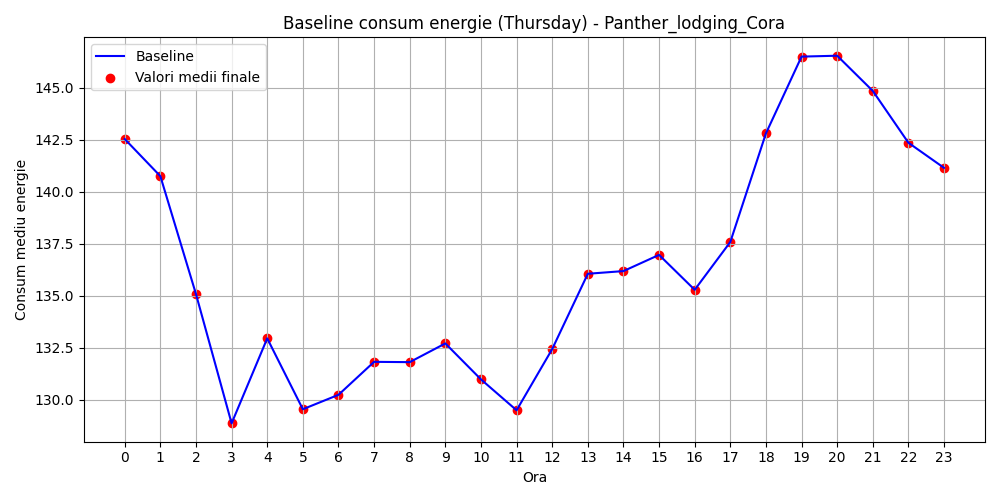 Baseline consum energie (Thursday) - Panther_lodging_Cora
Baseline
Valori medii finale
145.0
142.5
140.0
137.5
135.0
132.5
130.0
Consum mediu energie
0 1 2 3 4 5 6 7 8 9 10 11 12 13 14 15 16 17 18 19 20 21 22 23
Ora